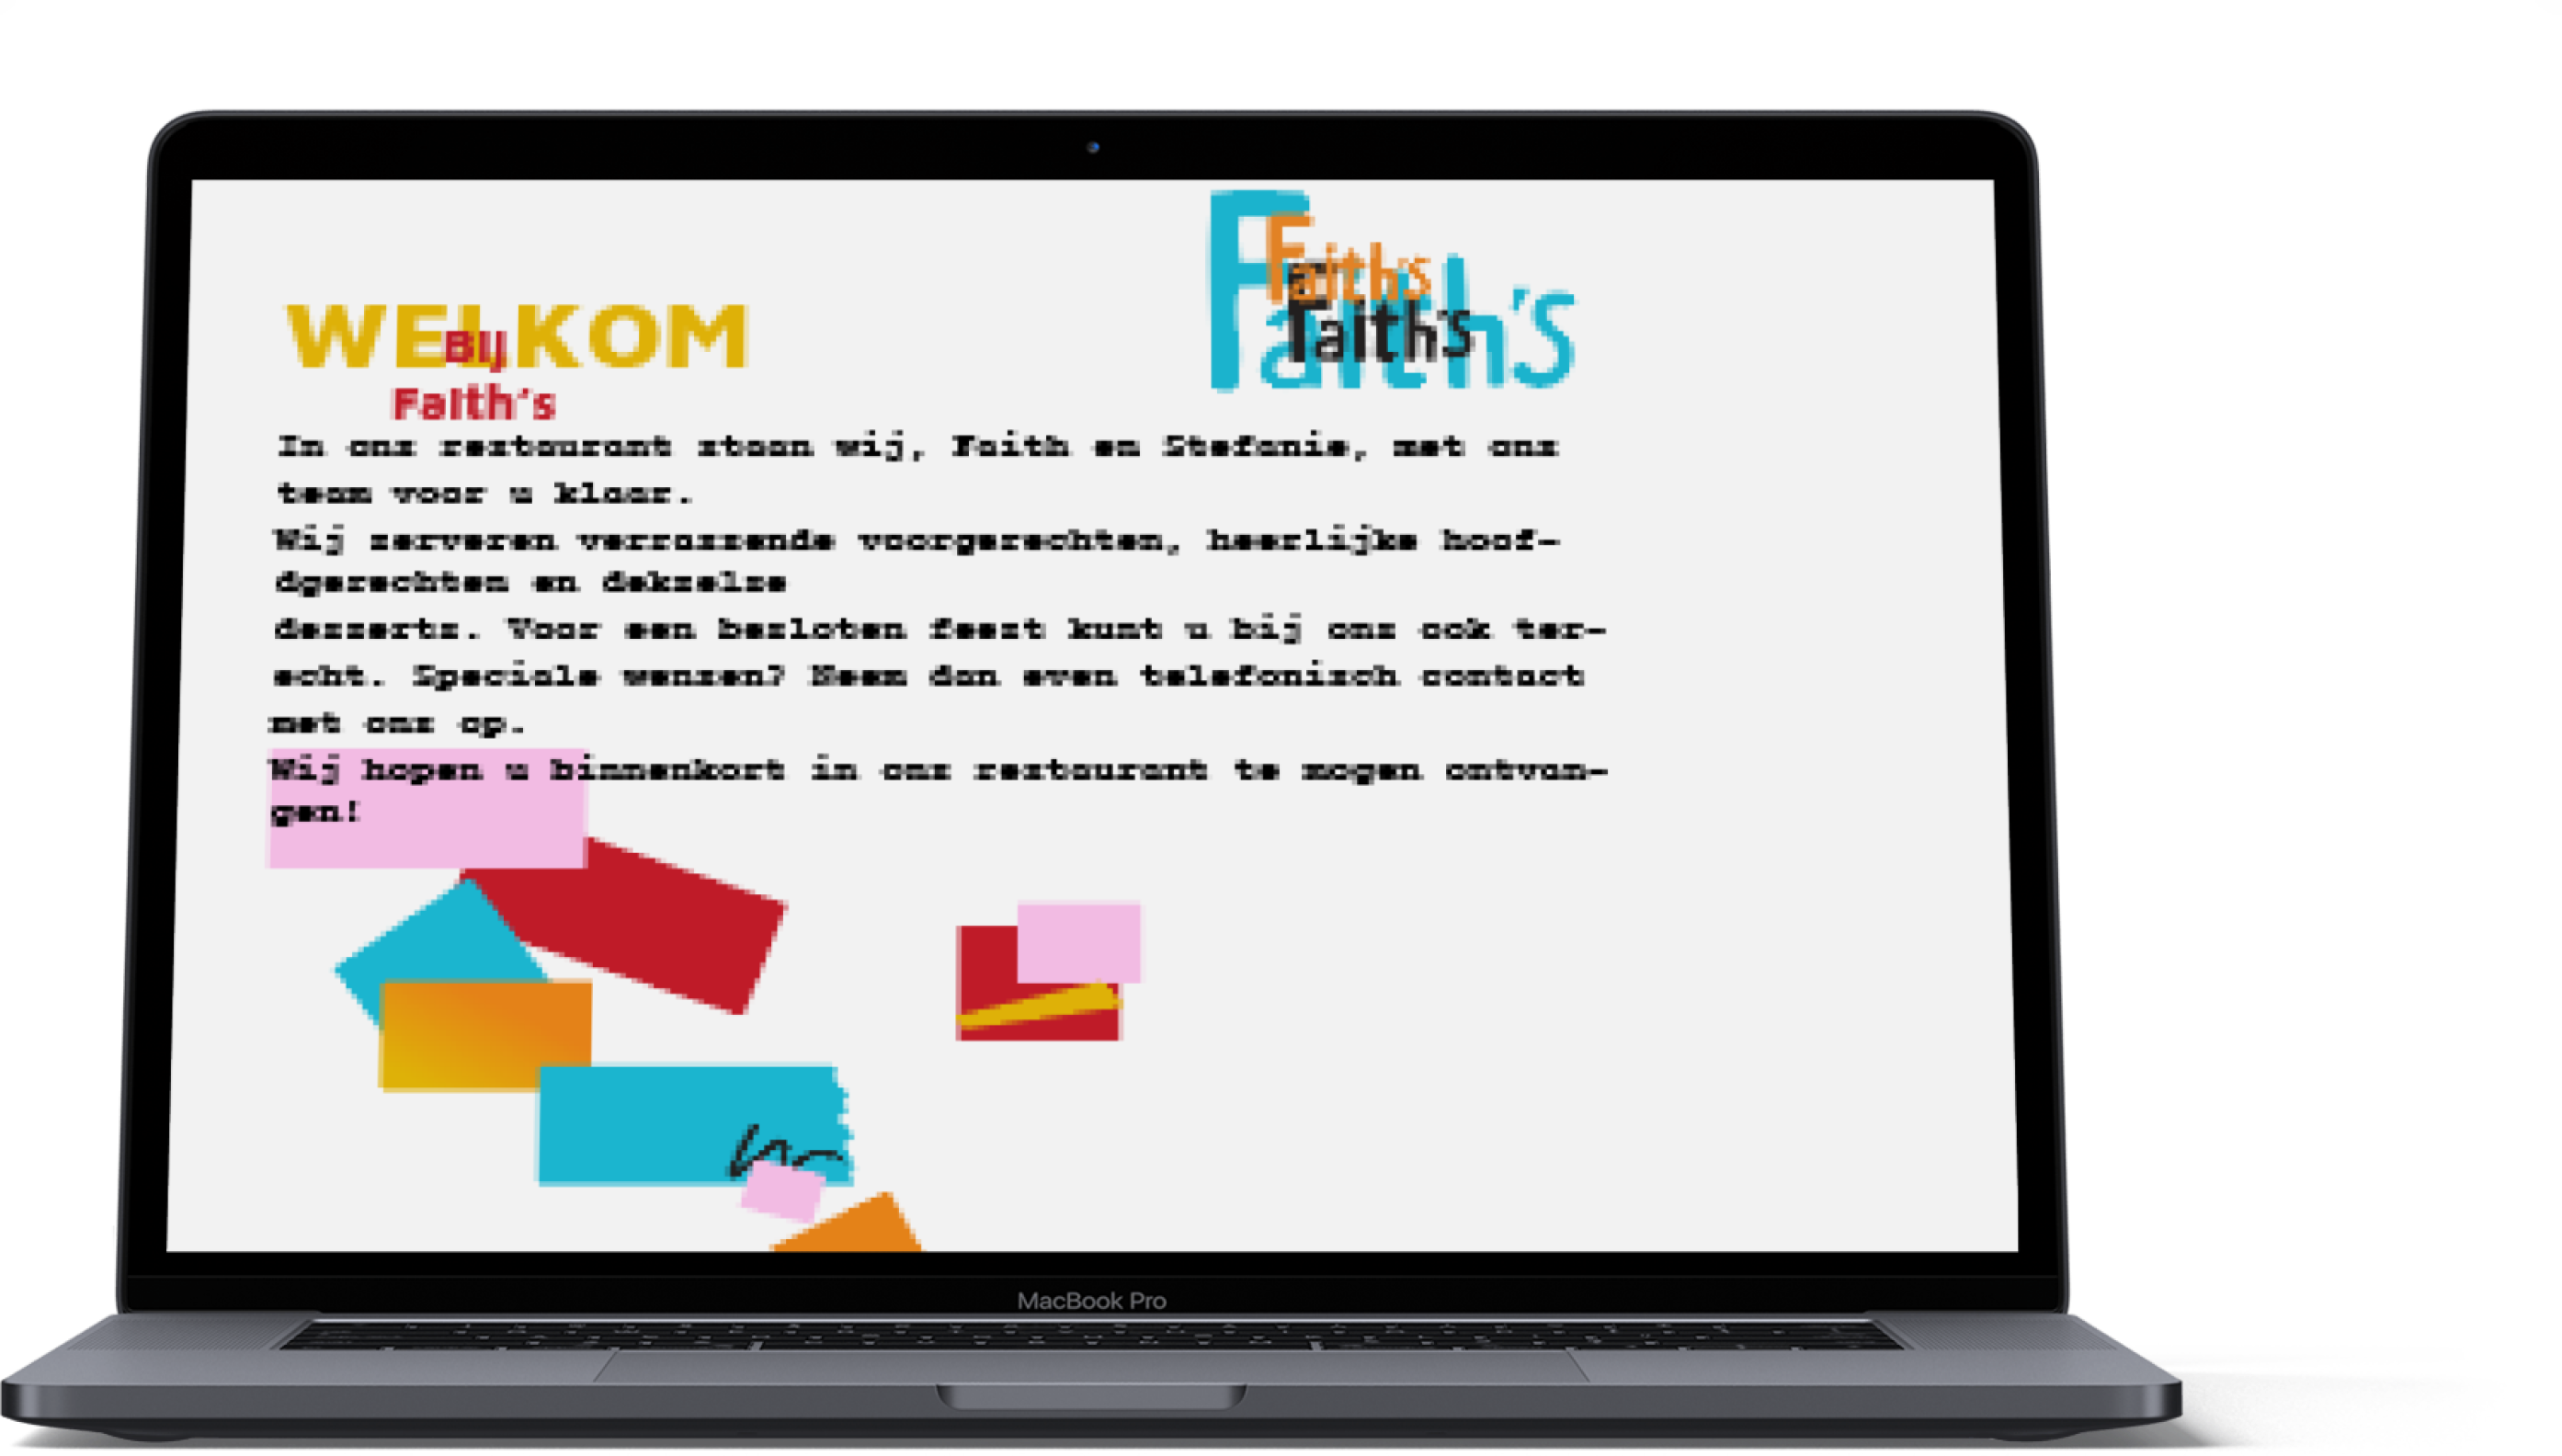 WELKOM
Bij
Faith's
Faith's
Faith's
Faith's
In ons restaurant staan wij, Faith en Stefanie, met ons
team voor u klaar.
Wij serveren verrassende voorgerechten, heerlijke hoof-
dgerechten en dekselse
desserts. Voor een besloten feest kunt u bij ons ook ter-
echt. Speciale wensen? Neem dan even telefonisch contact
met ons op.
Wij hopen u binnenkort in ons restaurant te mogen ontvan-
gen!
MacBook Pro